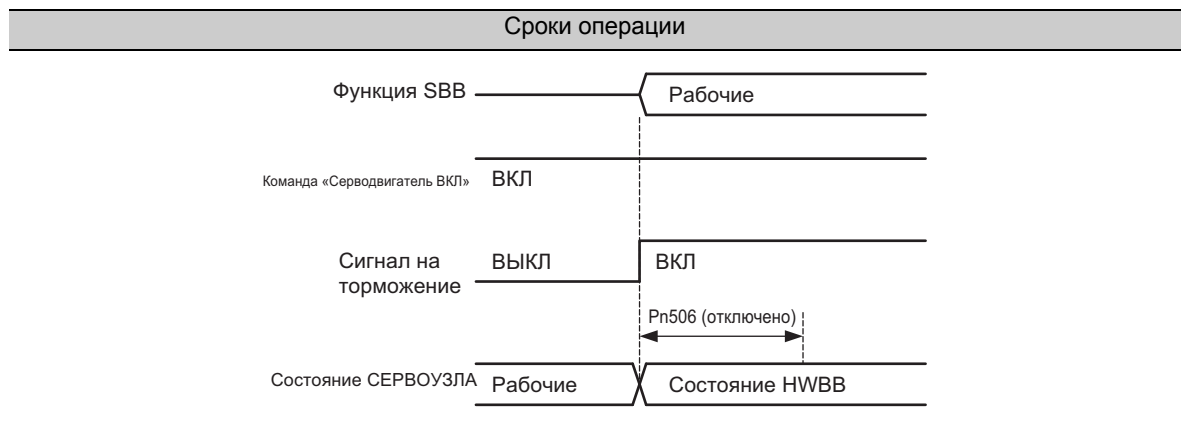 Сроки операции
Функция SBB
Рабочие
Команда «Серводвигатель ВКЛ»
ВКЛ
Сигнал на
торможение
ВЫКЛ
ВКЛ
Pn506 (отключено)
Состояние СЕРВОУЗЛА
Рабочие
Состояние HWBB